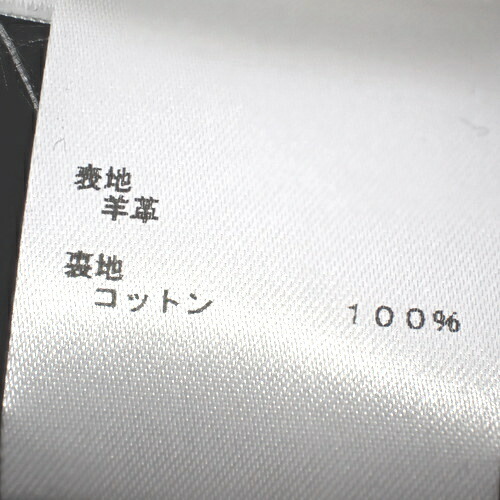 表地
羊革
裏地
コットン 100%